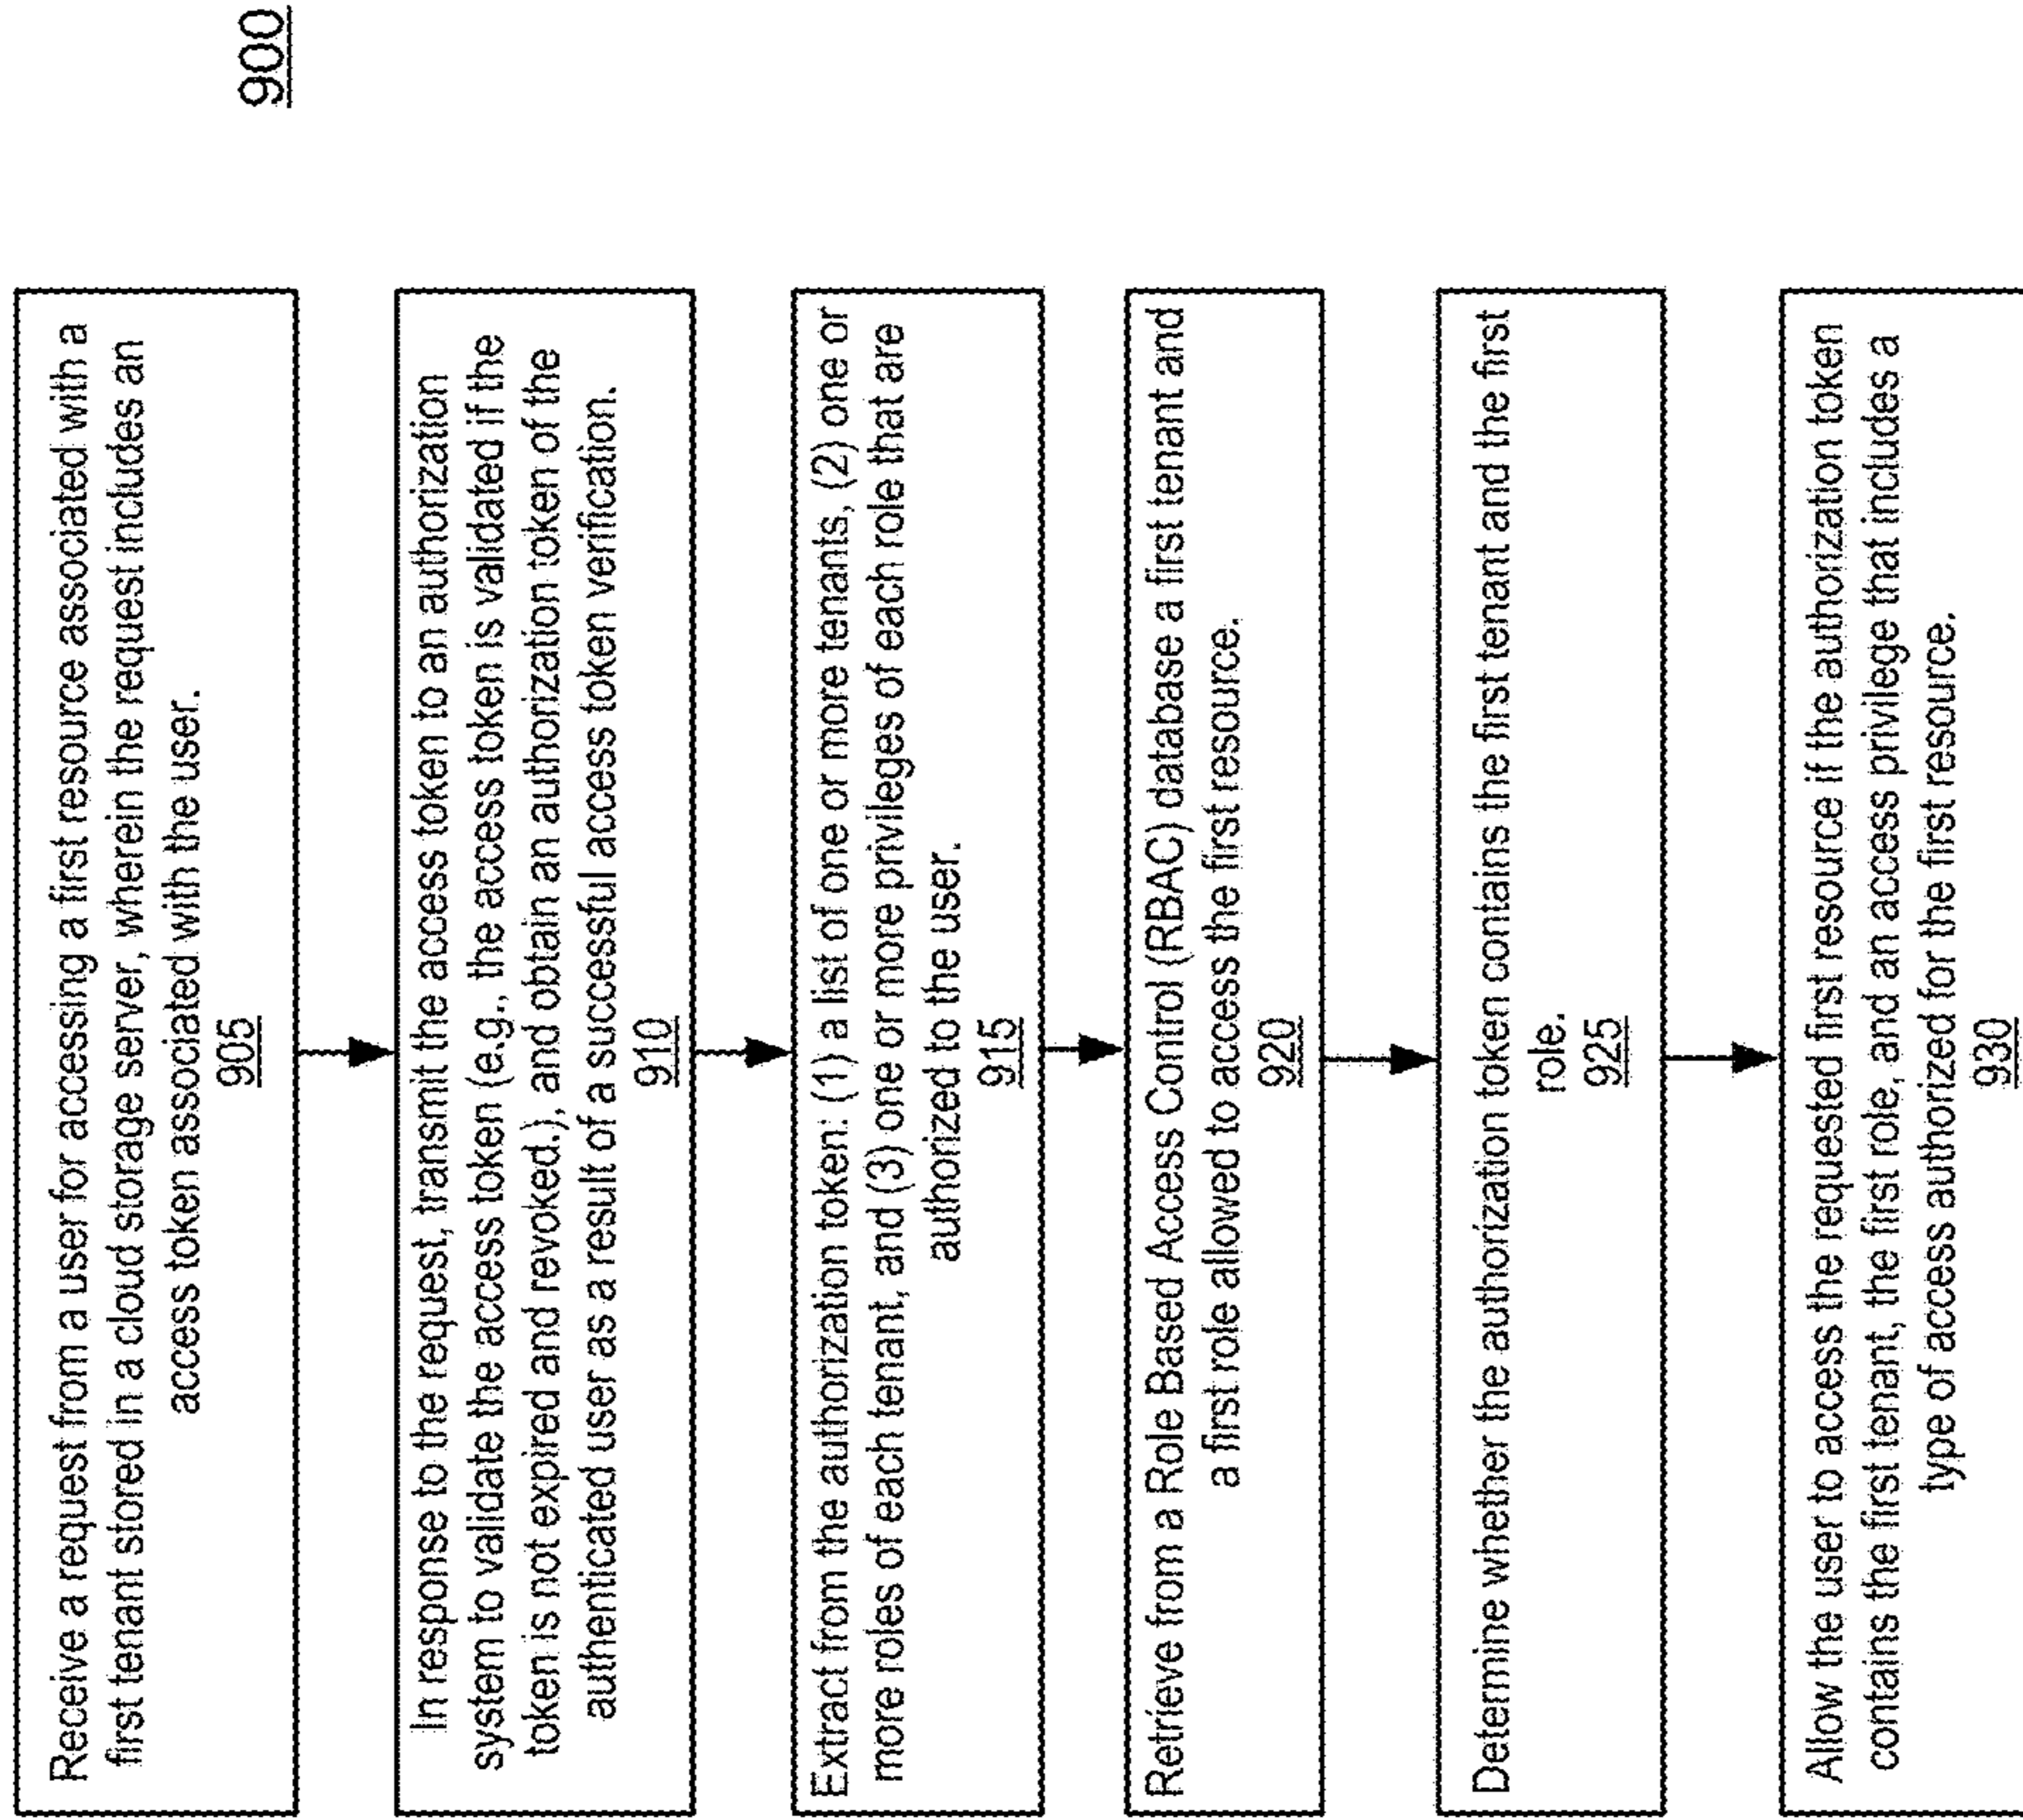 900
Receive a request from a user for accessing a first resource associated with a
first tenant stored in a cloud storage server, wherein the request includes an
access token associated with the user.
905
In response to the request, transmit the access token to an authorization
system to validate the access token (e.g., the access token is validated if the
token is not expired and revoked.), and obtain an authorization token of the
authenticated user as a result of a successful access token verification.
910
Extract from the authorization token: (1) a list of one or more tenants, (2) one or
more roles of each tenant, and (3) one or more privileges of each role that are
authorized to the user.
915
Retrieve from a Role Based Access Control (RBAC) database a first tenant and
a first role allowed to access the first resource.
920
Determine whether the authorization token contains the first tenant and the first
role.
925
Allow the user to access the requested first resource if the authorization token
contains the first tenant, the first role, and an access privilege that includes a
type of access authorized for the first resource.
930